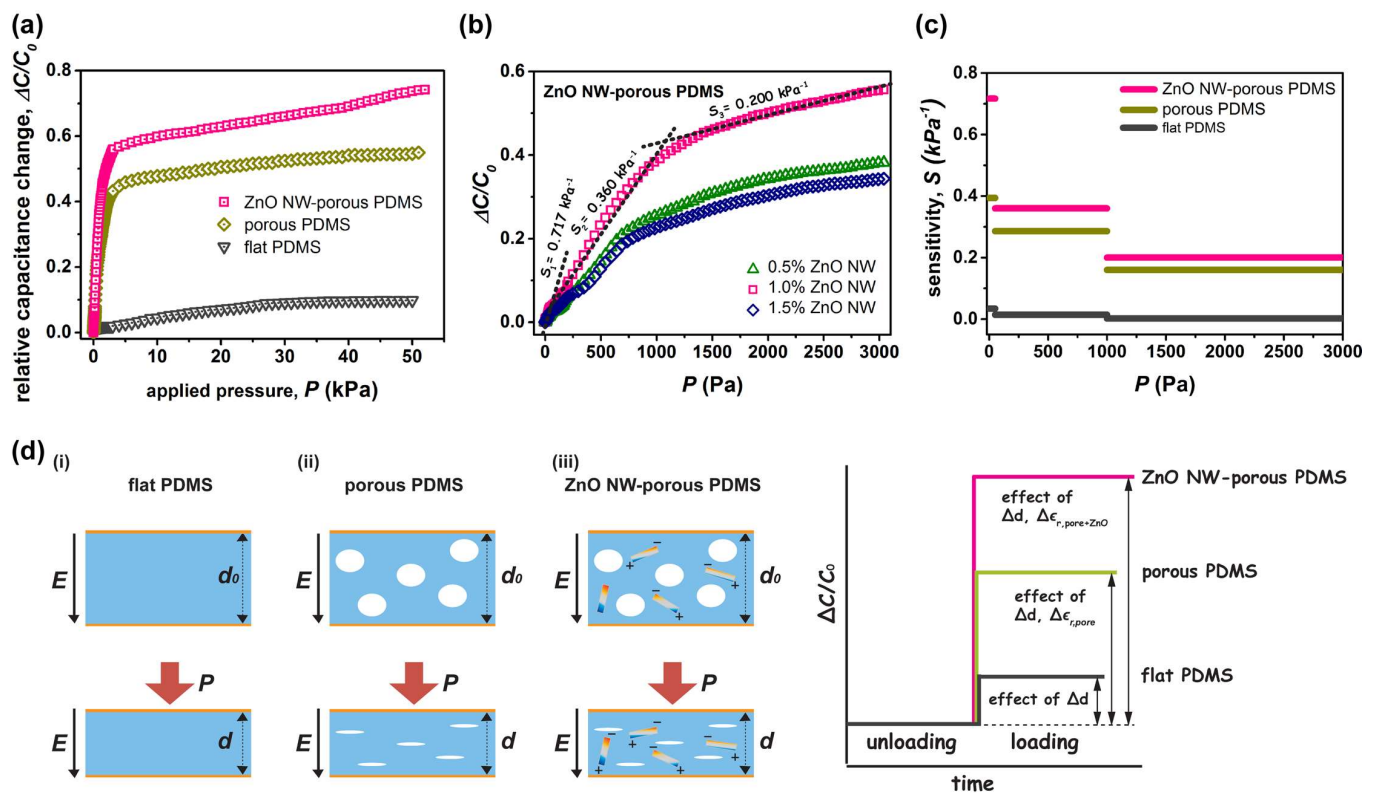 (a)
relative capacitance change, ΔC/C₀
0.8
0.6
0.4
0.2
0.0
ZnO NW-porous PDMS
porous PDMS
flat PDMS
0 10 20 30 40 50
applied pressure, P (kPa)
(b)
ΔC/C₀
0.6
0.4
0.2
0.0
ZnO NW-porous PDMS
S₁ = 0.717 kPa⁻¹
S₂ = 0.360 kPa⁻¹
S₃ = 0.200 kPa⁻¹
0.5% ZnO NW
1.0% ZnO NW
1.5% ZnO NW
0 500 1000 1500 2000 2500 3000
P (Pa)
(c)
sensitivity, S (kPa⁻¹)
0.8
0.6
0.4
0.2
0.0
ZnO NW-porous PDMS
porous PDMS
flat PDMS
0 500 1000 1500 2000 2500 3000
P (Pa)
(d)
(i)
flat PDMS
E
d₀
P
E
d
(ii)
porous PDMS
E
d₀
P
E
d
(iii)
ZnO NW-porous PDMS
E
− + − + − +
d₀
P
E
− + − + − + − +
d
ΔC/C₀
ZnO NW-porous PDMS
effect of
Δd, Δϵr,pore+ZnO
porous PDMS
effect of
Δd, Δϵr,pore
flat PDMS
effect of Δd
unloading loading
time